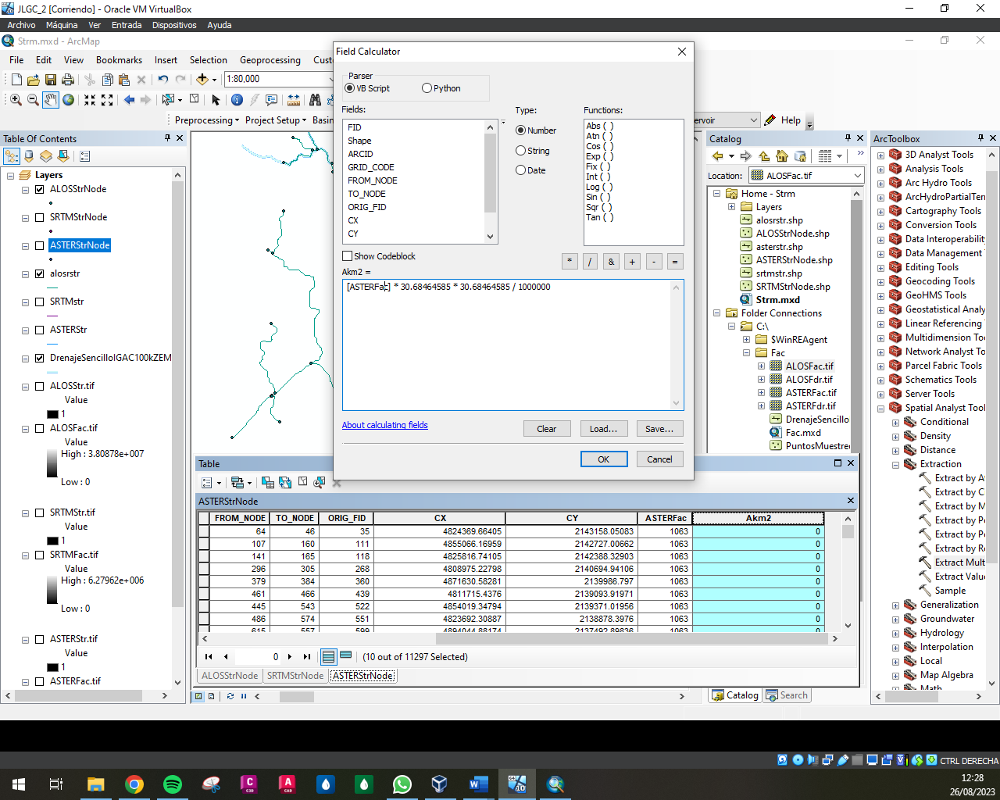 JLGC_2 [Corriendo] - Oracle VM VirtualBox
Archivo Máquina Ver Entrada Dispositivos Ayuda
Strm.mxd - ArcMap
File Edit View Bookmarks Insert Selection Geoprocessing Cust
1:80,000
Preprocessing Project Setup Basin
ervoir
Help
Field Calculator
Parser
VB Script
Python
Fields:
Type:
Functions:
FID
Shape
ARCID
GRID_CODE
FROM_NODE
TO_NODE
ORIG_FID
CX
CY
Number
String
Date
Abs ( )
Atn ( )
Cos ( )
Exp ( )
Fix ( )
Int ( )
Log ( )
Sin ( )
Sqr ( )
Tan ( )
Show Codeblock
* / & + - =
Akm2 =
[ASTERFac] * 30.68464585 * 30.68464585 / 1000000
About calculating fields
Clear
Load...
Save...
OK
Cancel
Table Of Contents
Layers
ALOSStrNode
SRTMStrNode
ASTERStrNode
alosrstr
SRTMstr
ASTERStr
DrenajeSencilloIGAC100kZEM
ALOSStr.tif
Value
1
ALOSFac.tif
Value
High : 3.80878e+007
Low : 0
SRTMStr.tif
Value
1
SRTMFac.tif
Value
High : 6.27962e+006
Low : 0
ASTERStr.tif
Value
1
ASTERFac.tif
Table
ASTERStrNode
FROM_NODE TO_NODE ORIG_FID CX CY ASTERFac Akm2
64 46 35 4824369.66405 2143158.05083 1063 0
107 160 111 4855066.16959 2142727.00662 1063 0
141 165 118 4825816.74105 2142388.32903 1063 0
296 305 268 4808975.22798 2140694.94106 1063 0
379 384 360 4871630.58281 2139986.797 1063 0
461 466 439 4811715.4376 2139093.91971 1063 0
445 543 522 4854019.34794 2139371.01956 1063 0
486 574 551 4823692.30887 2138878.3976 1063 0
615 557 599 4894044.88174 2137492.89836 1063 0
0
(10 out of 11297 Selected)
ALOSStrNode SRTMStrNode ASTERStrNode
Catalog
Location:
ALOSFac.tif
Home - Strm
Layers
alosrstr.shp
ALOSStrNode.shp
asterstr.shp
ASTERStrNode.shp
srtmstr.shp
SRTMStrNode.shp
Strm.mxd
Folder Connections
C:\
$WinREAgent
Fac
ALOSFac.tif
ALOSFdr.tif
ASTERFac.tif
ASTERFdr.tif
DrenajeSencillo
Fac.mxd
PuntosMuestre
Catalog
Search
ArcToolbox
3D Analyst Tools
Analysis Tools
Arc Hydro Tools
ArcHydroPartialTerr
Cartography Tools
Conversion Tools
Data Interoperability
Data Management
Editing Tools
Geocoding Tools
GeoHMS Tools
Geostatistical Analy
Linear Referencing
Multidimension Too
Network Analyst To
Parcel Fabric Tools
Schematics Tools
Server Tools
Spatial Analyst Tool
Conditional
Density
Distance
Extraction
Extract by A
Extract by C
Extract by M
Extract by P
Extract by P
Extract by R
Extract Mult
Extract Value
Sample
Generalization
Groundwater
Hydrology
Interpolation
Local
Map Algebra
Math
CTRL DERECHA
12:28
26/08/2023